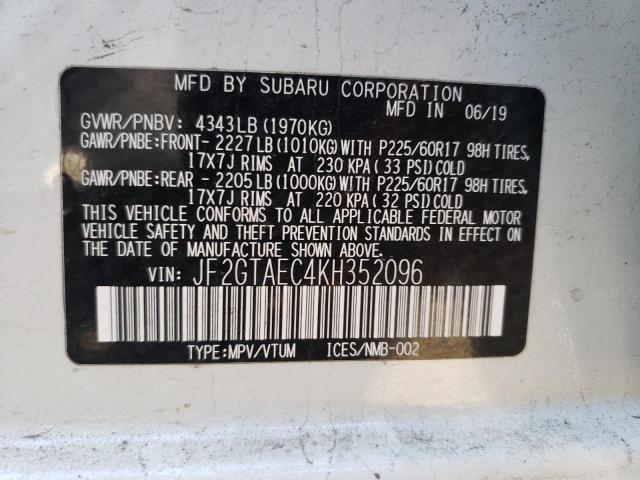 MFD BY SUBARU CORPORATION
MFD IN 06/19
GVWR/PNBV: 4343LB (1970KG)
GAWR/PNBE:FRONT- 2227LB (1010KG) WITH P225/60R17 98H TIRES,
17X7J RIMS AT 230 KPA (33 PSI) COLD
GAWR/PNBE:REAR - 2205LB (1000KG) WITH P225/60R17 98H TIRES,
17X7J RIMS AT 220 KPA (32 PSI) COLD
THIS VEHICLE CONFORMS TO ALL APPLICABLE FEDERAL MOTOR
VEHICLE SAFETY AND THEFT PREVENTION STANDARDS IN EFFECT ON
THE DATE OF MANUFACTURE SHOWN ABOVE.
VIN: JF2GTAEC4KH352096
TYPE:MPV/VTUM ICES/NMB-002